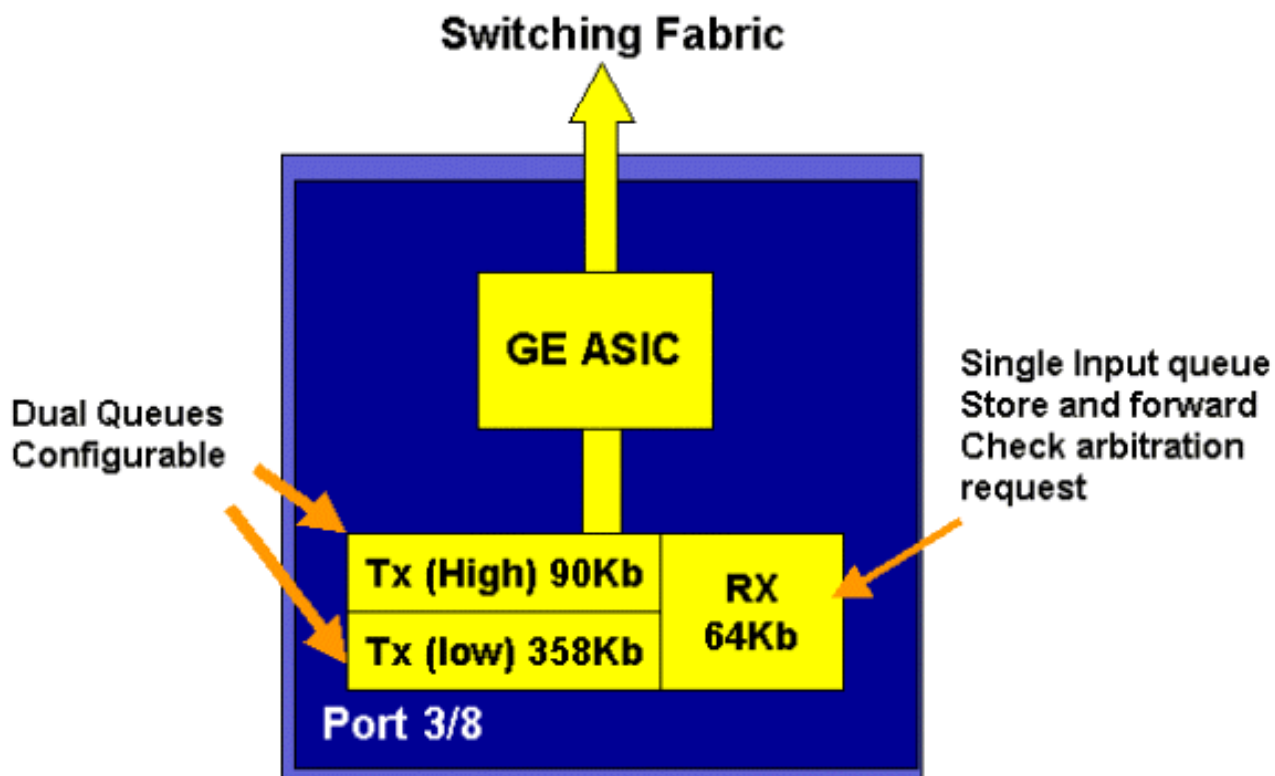 Switching Fabric
GE ASIC
Dual Queues
Configurable
Single Input queue
Store and forward
Check arbitration
request
Tx (High) 90Kb
Tx (low) 358Kb
RX
64Kb
Port 3/8